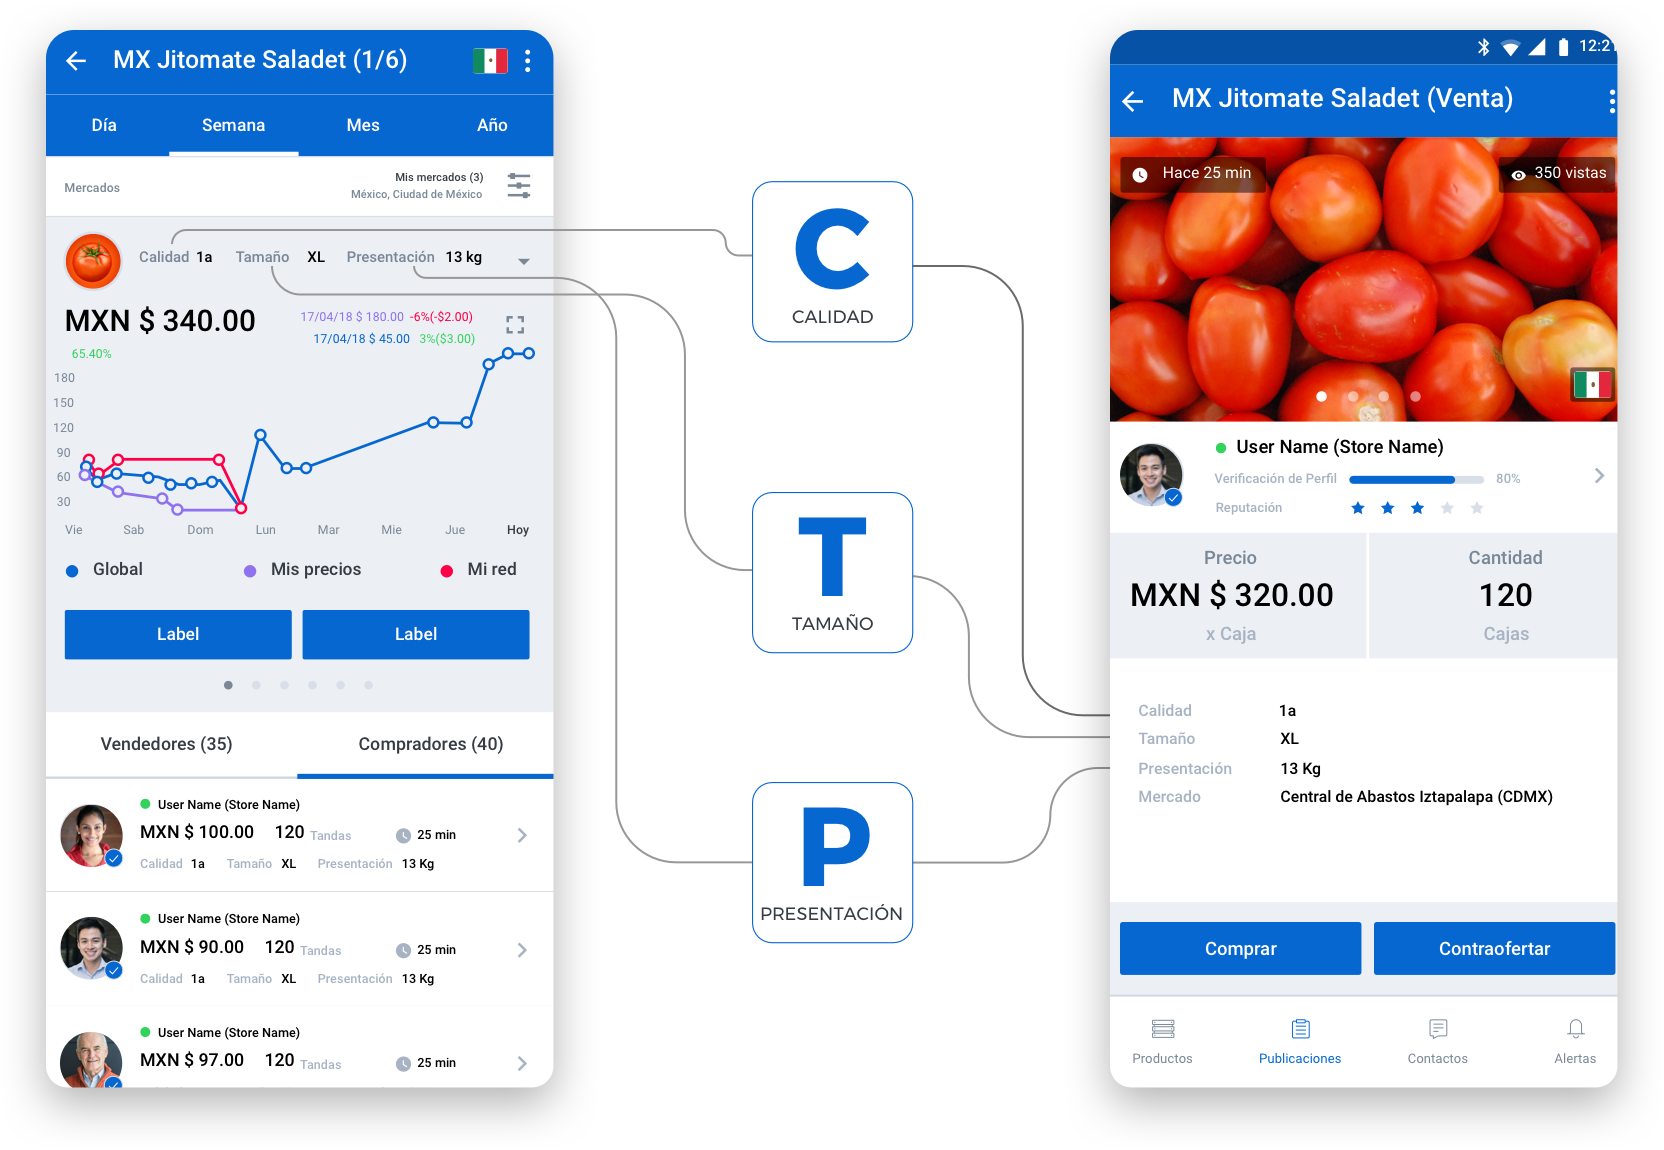 MX Jitomate Saladet (1/6)
Día Semana Mes Año
Mercados
Mis mercados (3)
México, Ciudad de México
Calidad 1a Tamaño XL Presentación 13 kg
MXN $ 340.00
17/04/18 $ 180.00 -6%(-$2.00)
17/04/18 $ 45.00 3%($3.00)
65.40%
180
150
120
90
60
30
Vie Sab Dom Lun Mar Mie Jue Hoy
Global Mis precios Mi red
Label Label
Vendedores (35) Compradores (40)
User Name (Store Name)
MXN $ 100.00 120 Tandas 25 min
Calidad 1a Tamaño XL Presentación 13 Kg
User Name (Store Name)
MXN $ 90.00 120 Tandas 25 min
Calidad 1a Tamaño XL Presentación 13 Kg
User Name (Store Name)
MXN $ 97.00 120 Tandas 25 min
C
CALIDAD
T
TAMAÑO
P
PRESENTACIÓN
12:21
MX Jitomate Saladet (Venta)
Hace 25 min 350 vistas
User Name (Store Name)
Verificación de Perfil 80%
Reputación
Precio Cantidad
MXN $ 320.00 120
x Caja Cajas
Calidad 1a
Tamaño XL
Presentación 13 Kg
Mercado Central de Abastos Iztapalapa (CDMX)
Comprar Contraofertar
Productos Publicaciones Contactos Alertas